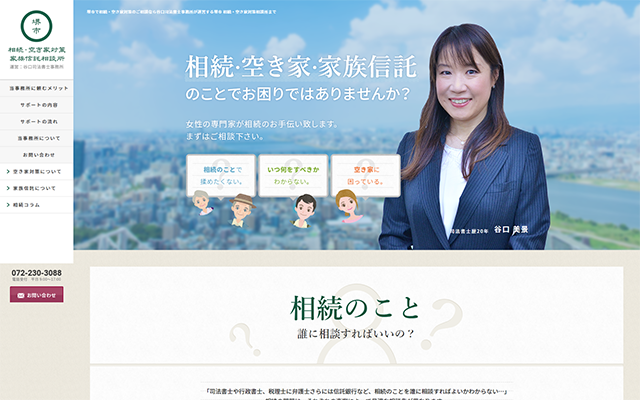 堺市
相続・空き家対策
家族信託相談所
運営：谷口司法書士事務所
当事務所に頼むメリット
サポートの内容
サポートの流れ
当事務所について
お問い合わせ
空き家対策について
家族信託について
相続コラム
072-230-3088
お問い合わせ
相続・空き家・家族信託
のことでお困りではありませんか？
女性の専門家が相続のお手伝い致します。
まずはご相談下さい。
相続のことで
揉めたくない。
いつ何をすべきか
わからない。
空き家に
困っている。
司法書士歴20年 谷口 美景
相続のこと
誰に相談すればいいの？
「司法書士や行政書士、税理士に弁護士さらには信託銀行など、相続のことを誰に相談すればよいかわからない…」